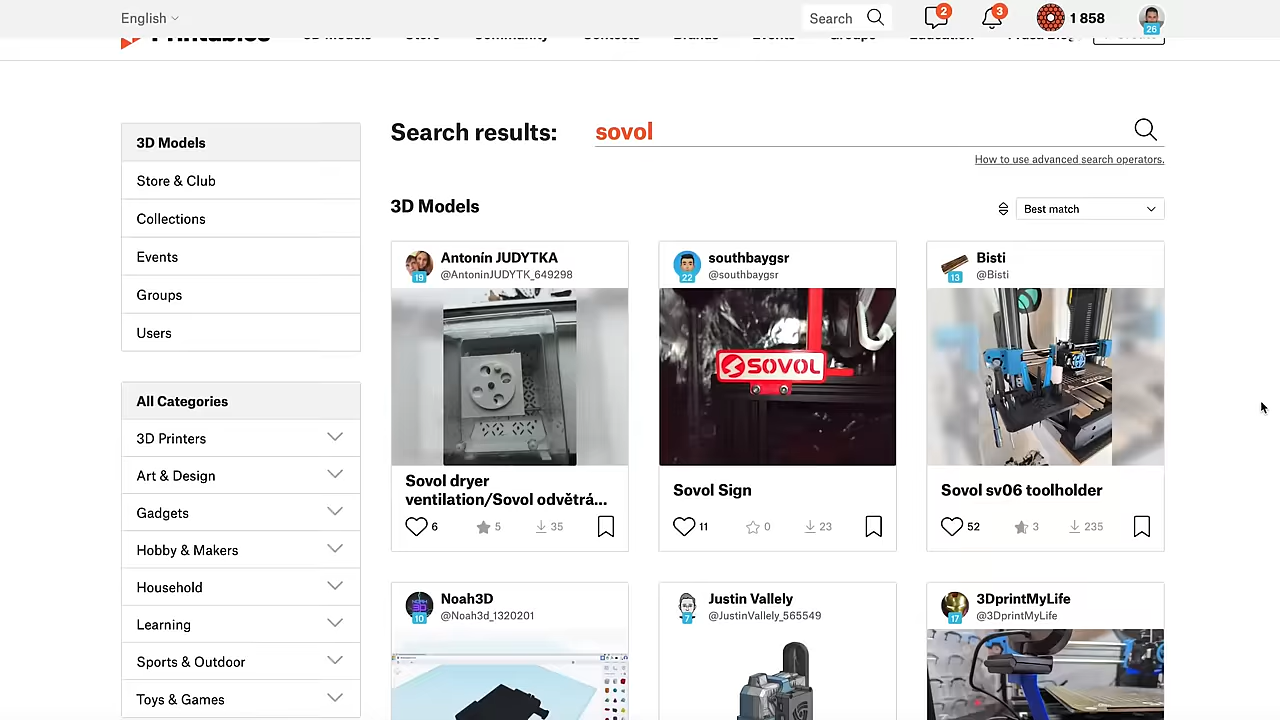 English
Search
2
3
1 858
26
Printables
Search results: sovol
How to use advanced search operators.
3D Models
Store & Club
Collections
Events
Groups
Users
3D Models
Best match
All Categories
3D Printers
Art & Design
Gadgets
Hobby & Makers
Household
Learning
Sports & Outdoor
Toys & Games
Antonín JUDYTKA
@AntoninJUDYTK_649298
19
Sovol dryer
ventilation/Sovol odvětrá...
6
5
35
southbaygsr
@southbaygsr
22
SOVOL
Sovol Sign
11
0
23
Bisti
@Bisti
13
Sovol sv06 toolholder
52
3
235
Noah3D
@Noah3d_1320201
10
Justin Vallely
@JustinVallely_565549
7
3DprintMyLife
@3DprintMyLife
17